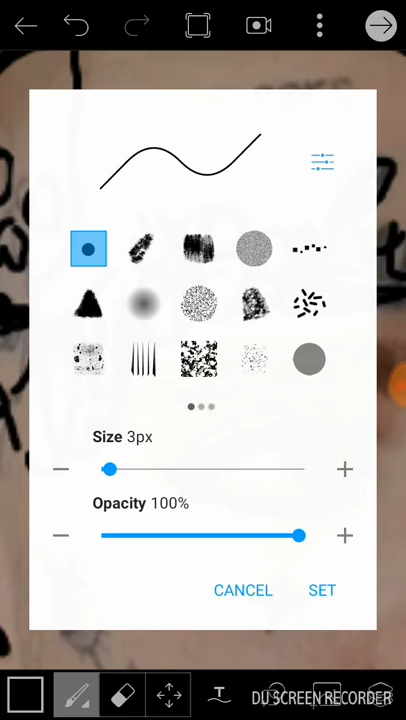 Size 3px
Opacity 100%
CANCEL SET
T
DU SCREEN RECORDER